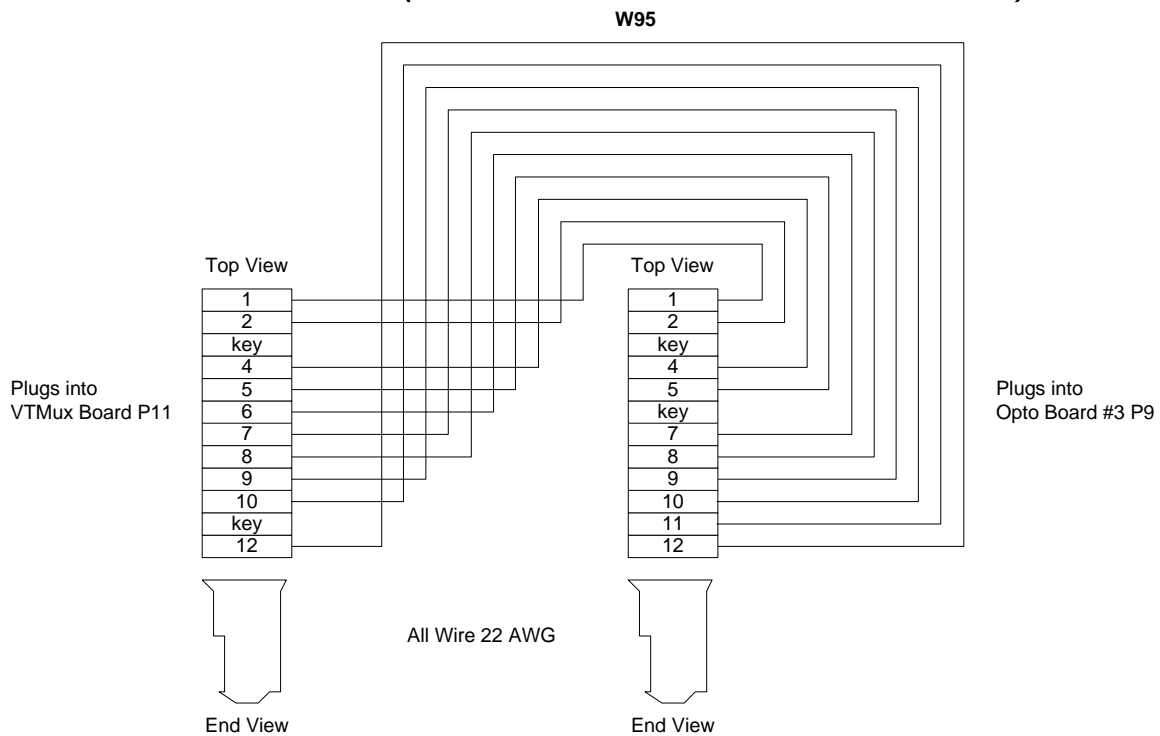 W95
Top View
1
2
key
4
5
6
7
8
9
10
key
12
Top View
1
2
key
4
5
key
7
8
9
10
11
12
Plugs into
VTMux Board P11
Plugs into
Opto Board #3 P9
All Wire 22 AWG
End View
End View